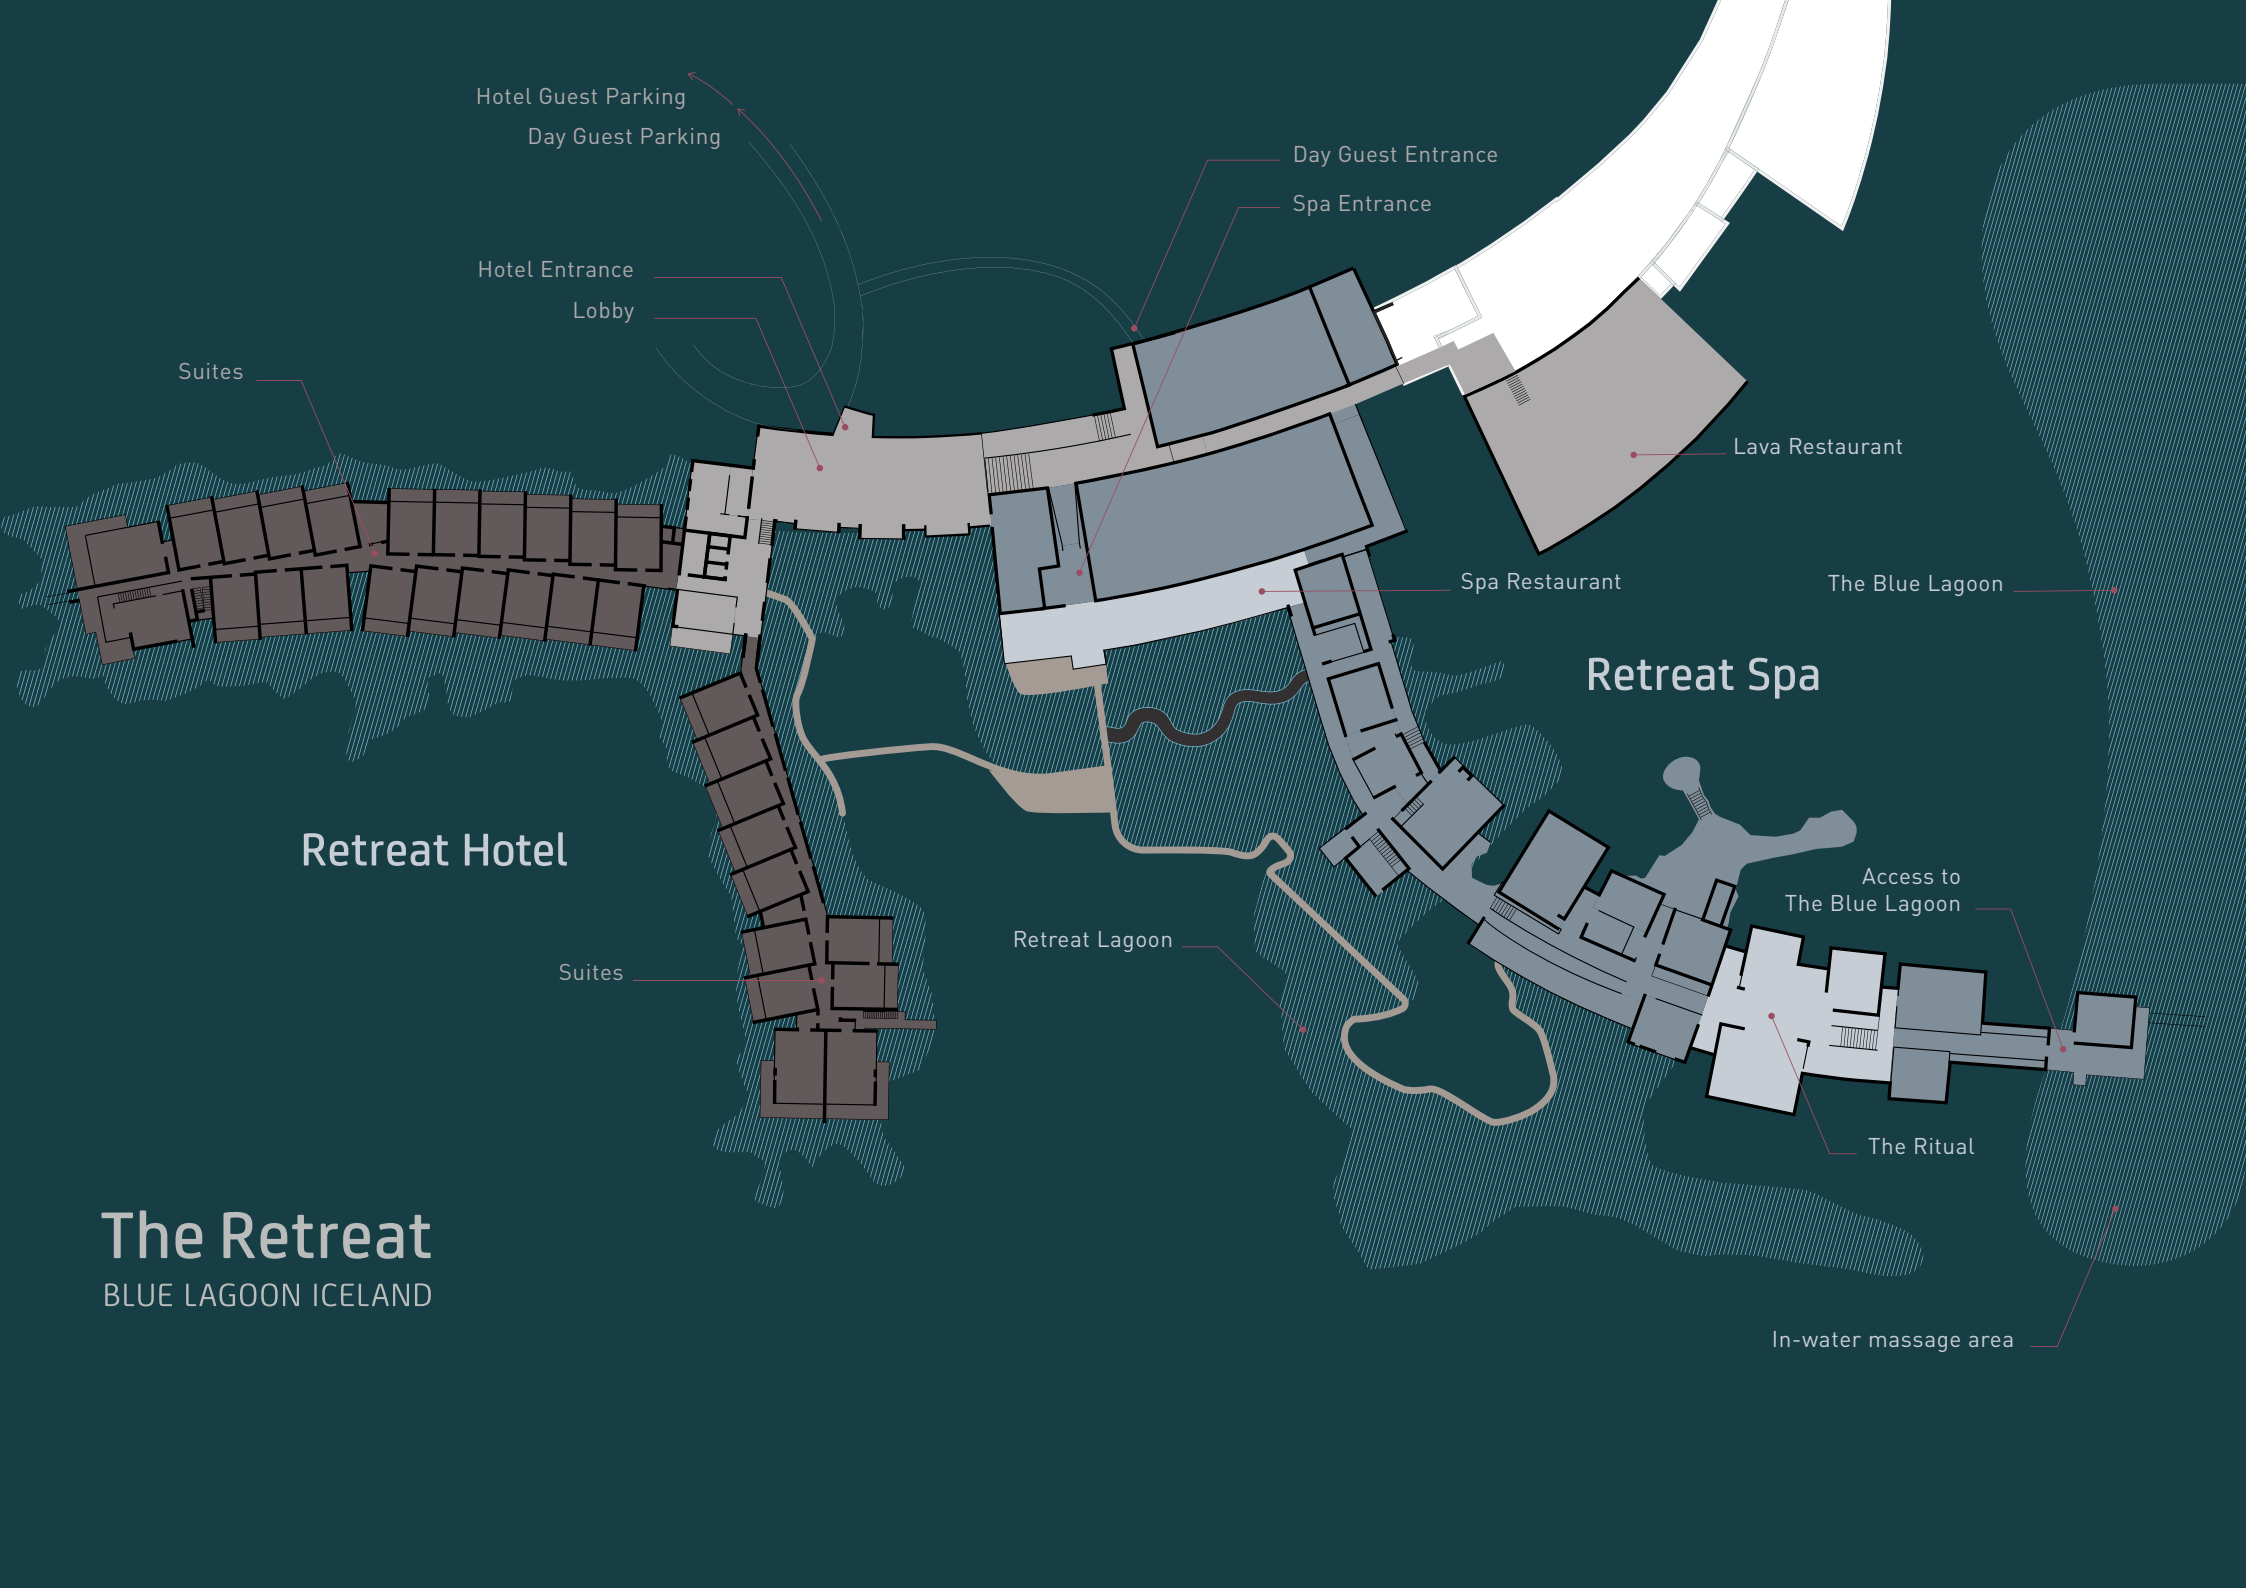 Hotel Guest Parking
Day Guest Parking
Day Guest Entrance
Spa Entrance
Hotel Entrance
Lobby
Suites
Lava Restaurant
Spa Restaurant
The Blue Lagoon
Retreat Spa
Retreat Hotel
Access to
The Blue Lagoon
Retreat Lagoon
Suites
The Ritual
The Retreat
BLUE LAGOON ICELAND
In-water massage area